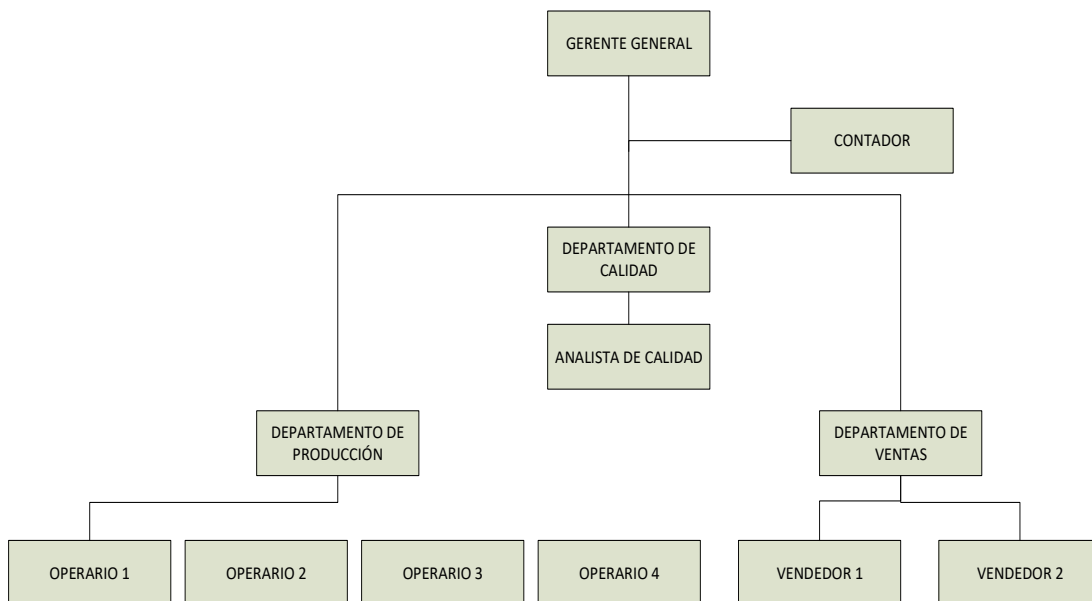 GERENTE GENERAL
CONTADOR
DEPARTAMENTO DE
CALIDAD
ANALISTA DE CALIDAD
DEPARTAMENTO DE
PRODUCCIÓN
DEPARTAMENTO DE
VENTAS
OPERARIO 1
OPERARIO 2
OPERARIO 3
OPERARIO 4
VENDEDOR 1
VENDEDOR 2